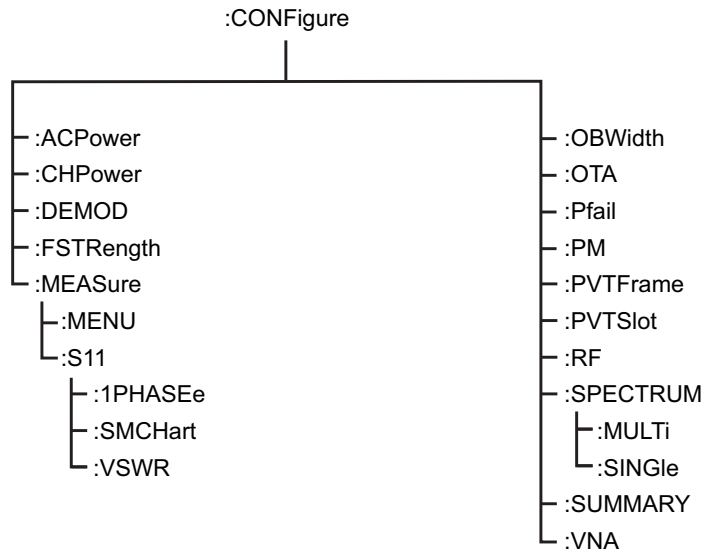 :CONFigure
:ACPower
:CHPower
:DEMOD
:FSTRength
:MEASure
:MENU
:S11
:1PHASEe
:SMCHart
:VSWR
:OBWidth
:OTA
:Pfail
:PM
:PVTFrame
:PVTSlot
:RF
:SPECTRUM
:MULTi
:SINGle
:SUMMARY
:VNA